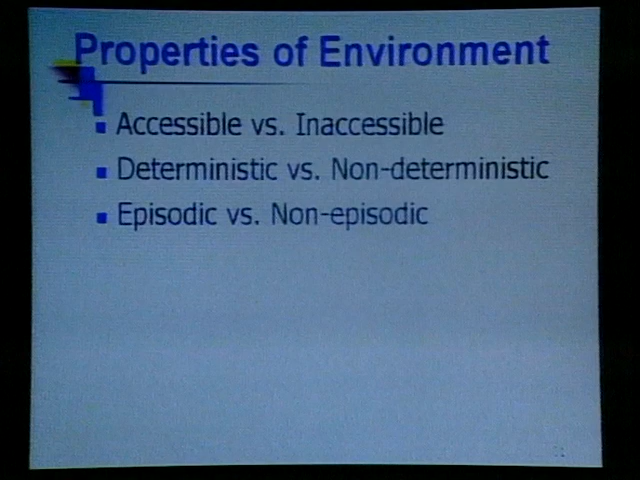 Properties of Environment
Accessible vs. Inaccessible
Deterministic vs. Non-deterministic
Episodic vs. Non-episodic